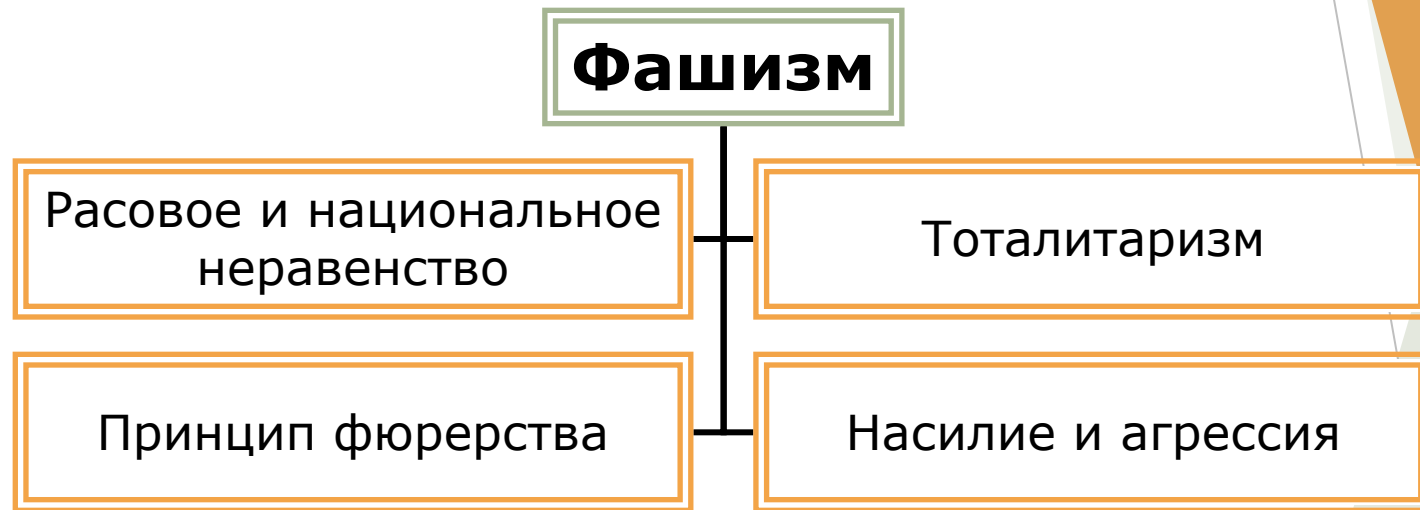 Фашизм
Расовое и национальное
неравенство
Тоталитаризм
Принцип фюрерства
Насилие и агрессия